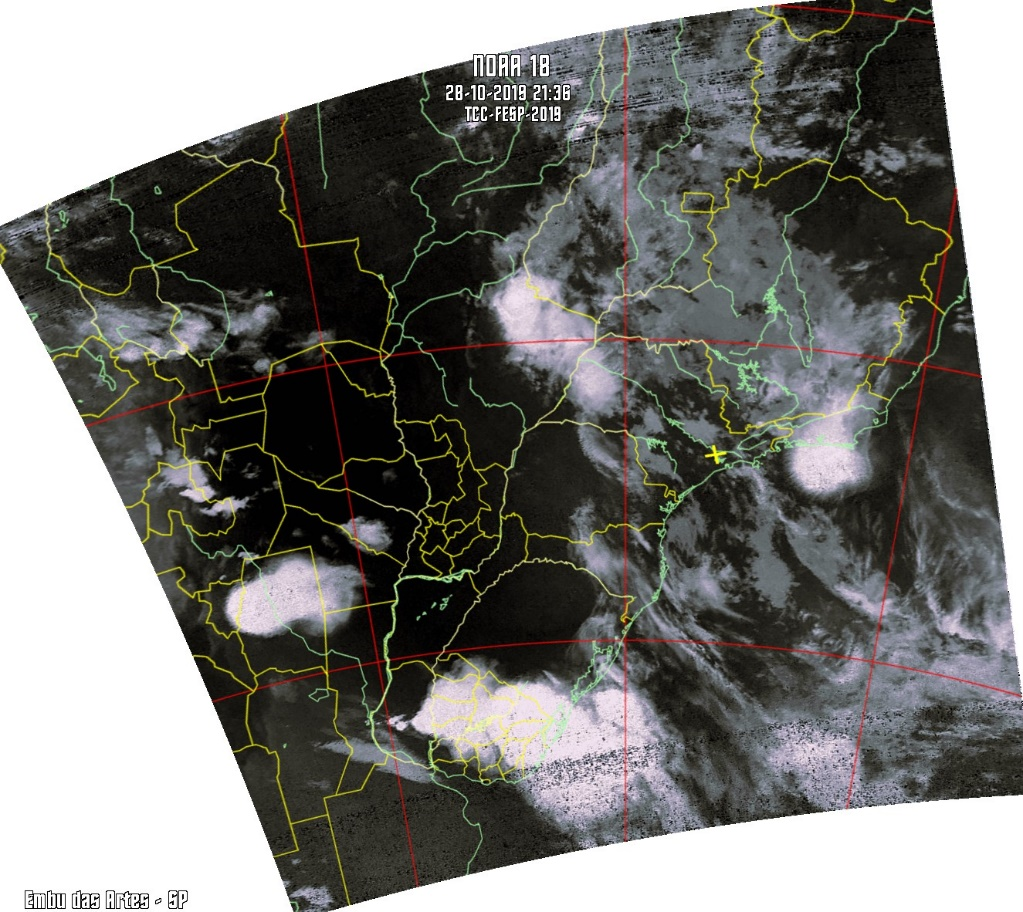 NOAA 18
28-10-2019 21:36
TCC-FESP-2019
Embu das Artes - SP